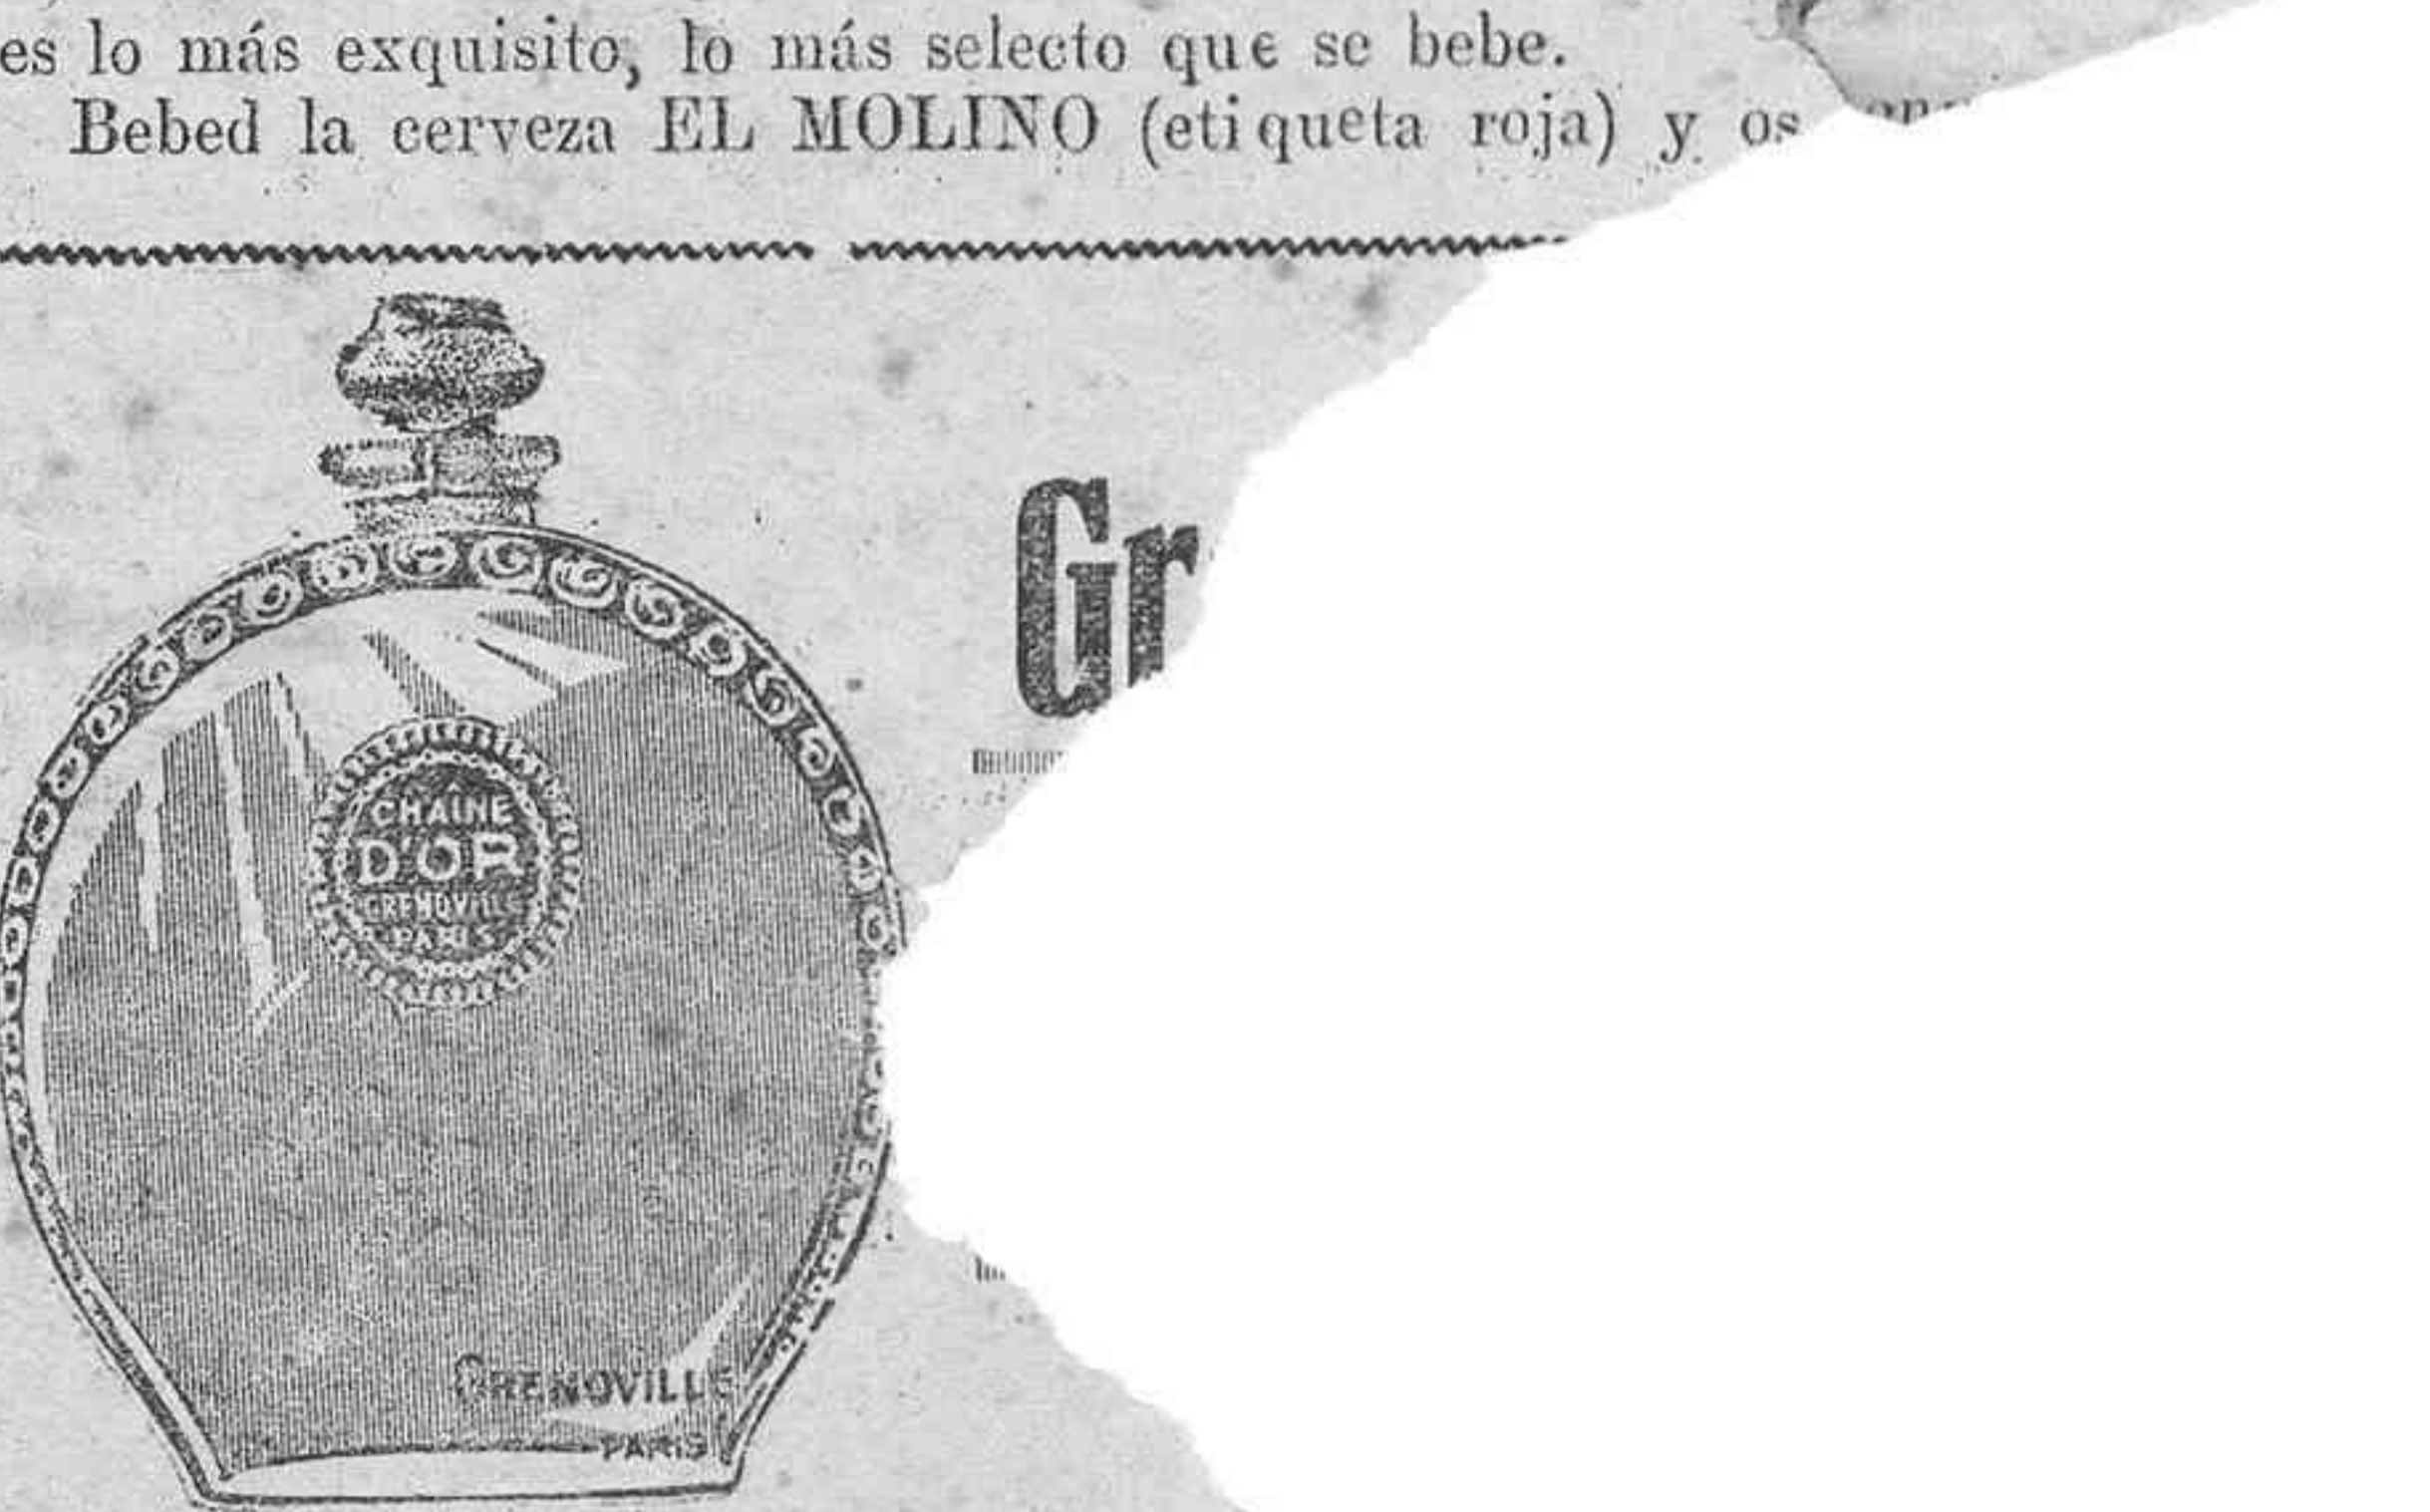 es lo más exquisito, lo más selecto que se bebe.
Bebed la cerveza EL MOLINO (etiqueta roja) y os
Gr
CHAÎNE
D'OR
GRENOVILLE
PARIS
GRENOVILLE
PARIS